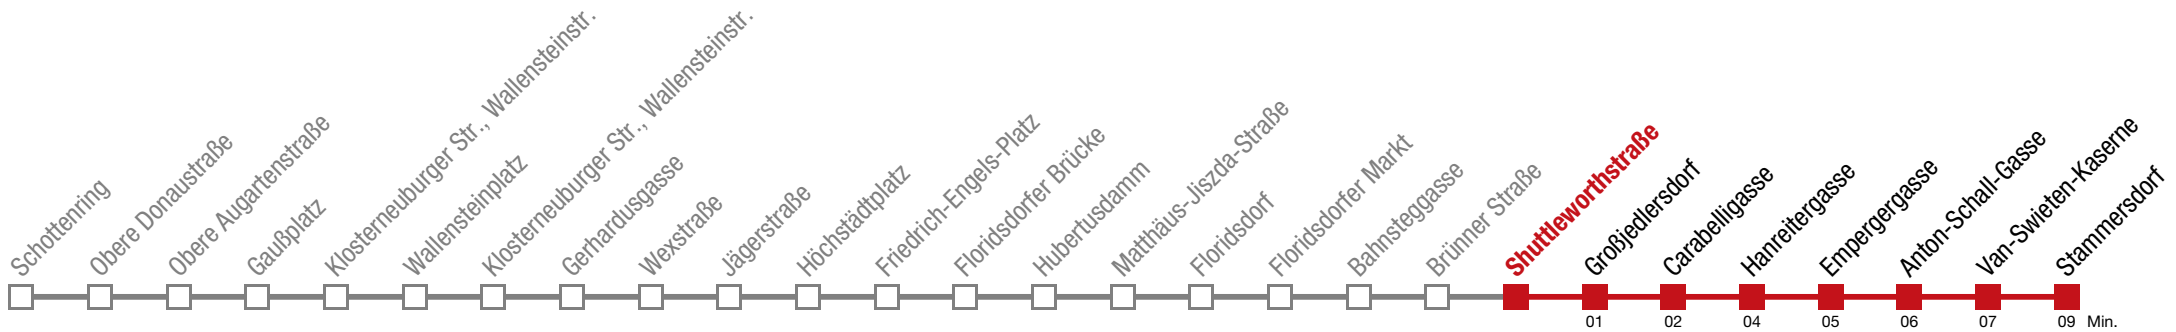 Schottenring
Obere Donaustraße
Obere Augartenstraße
Gaußplatz
Klosterneuburger Str., Wallensteinstr.
Wallensteinplatz
Klosterneuburger Str., Wallensteinstr.
Gerhardusgasse
Wexstraße
Jägerstraße
Höchstädtplatz
Friedrich-Engels-Platz
Floridsdorfer Brücke
Hubertusdamm
Matthäus-Jiszda-Straße
Floridsdorf
Floridsdorfer Markt
Bahnsteggasse
Brünner Straße
Shuttleworthstraße
Großjedlersdorf
Carabelligasse
Hanreitergasse
Empergergasse
Anton-Schall-Gasse
Van-Swieten-Kaserne
Stammersdorf
01 02 04 05 06 07 09 Min.